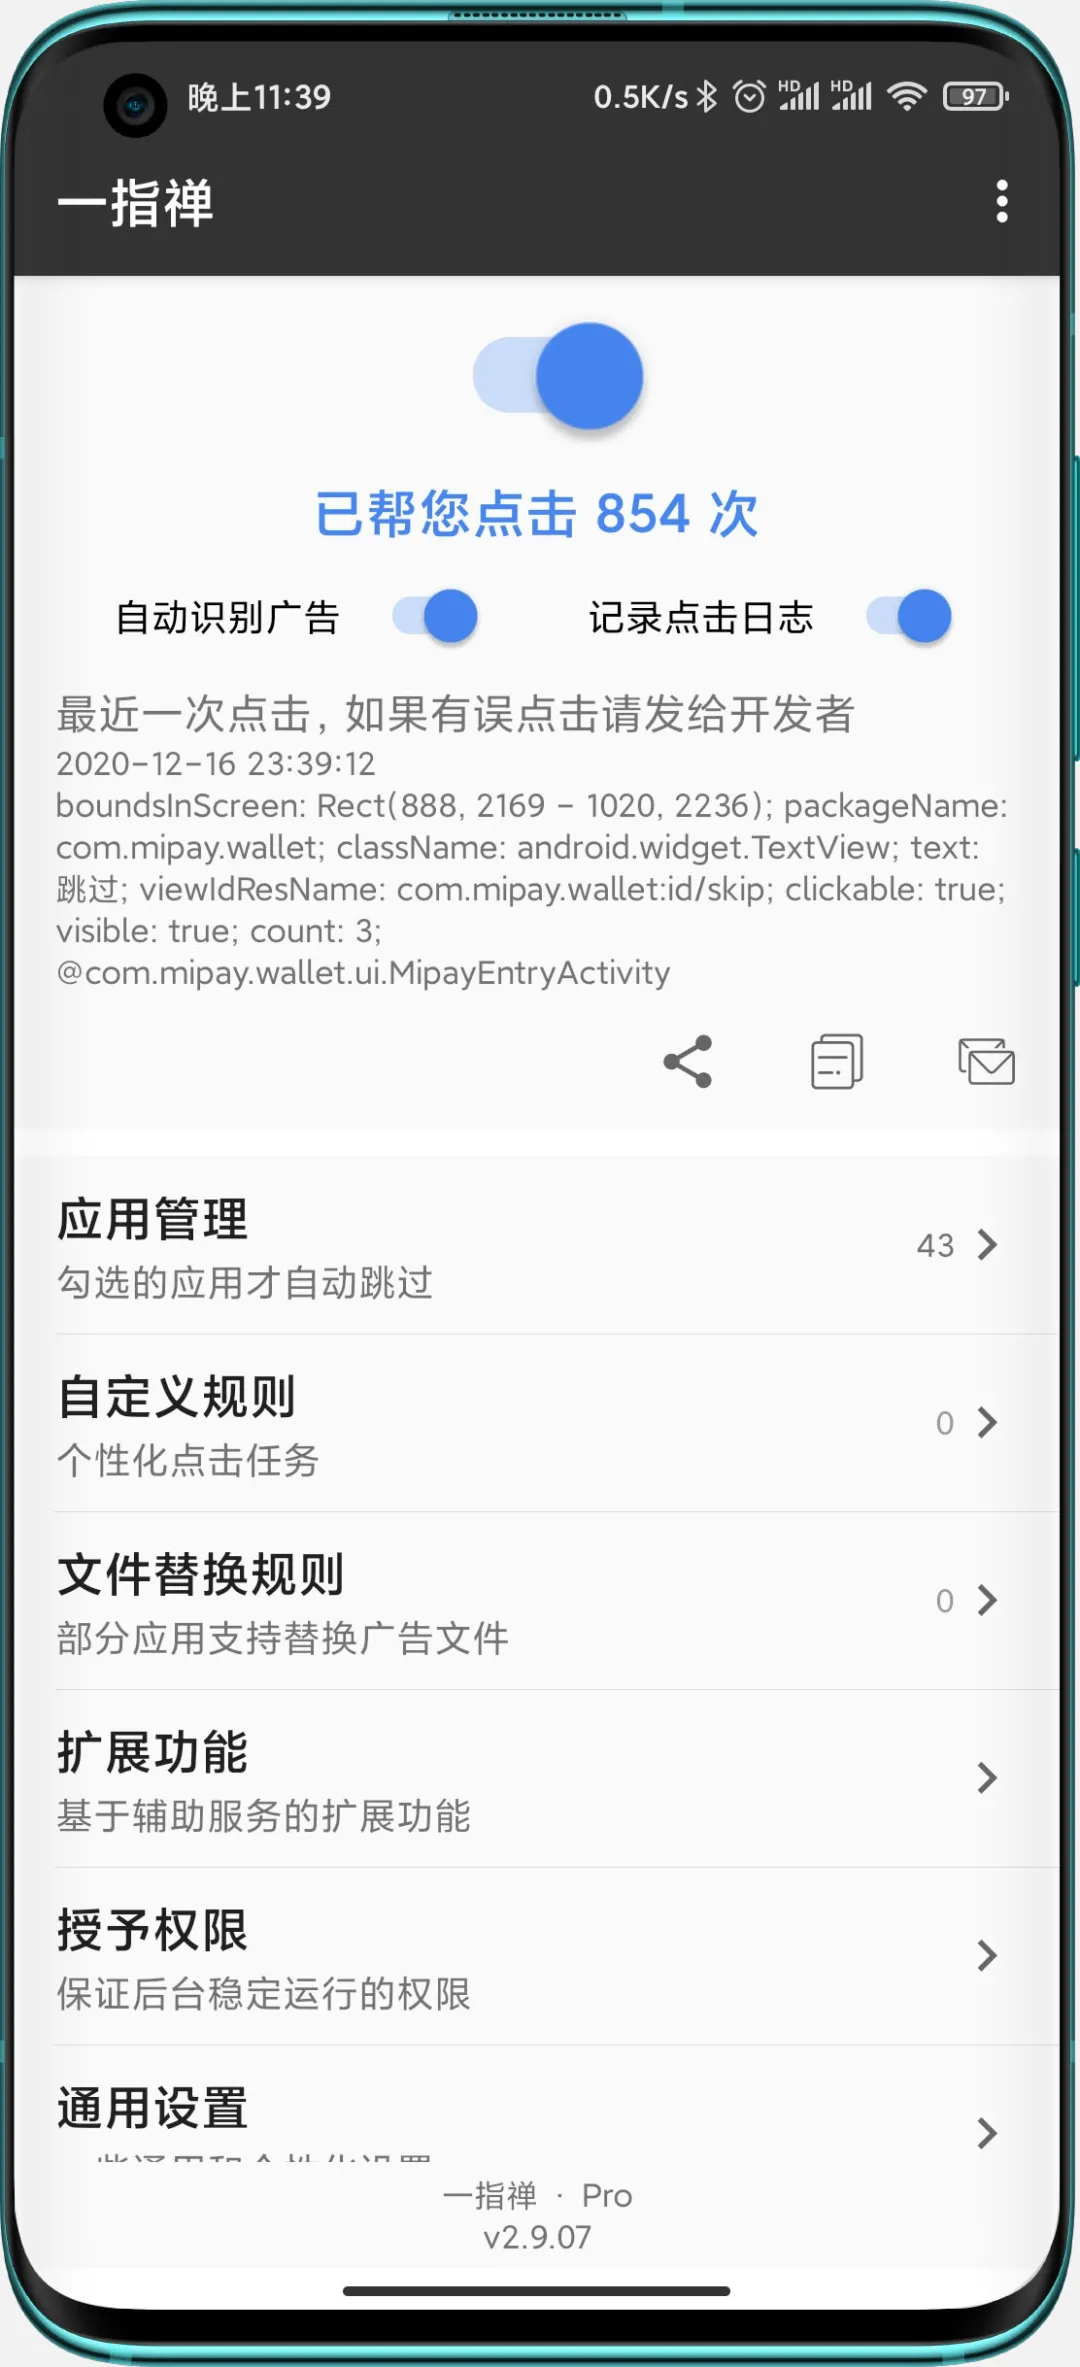 晚上11:39
0.5K/s HD HD 97
一指禅
已帮您点击 854 次
自动识别广告 记录点击日志
最近一次点击, 如果有误点击请发给开发者
2020-12-16 23:39:12
boundsInScreen: Rect(888, 2169 - 1020, 2236); packageName:
com.mipay.wallet; className: android.widget.TextView; text:
跳过; viewIdResName: com.mipay.wallet:id/skip; clickable: true;
visible: true; count: 3;
@com.mipay.wallet.ui.MipayEntryActivity
应用管理
勾选的应用才自动跳过
43
自定义规则
个性化点击任务
0
文件替换规则
部分应用支持替换广告文件
0
扩展功能
基于辅助服务的扩展功能
授予权限
保证后台稳定运行的权限
通用设置
一指禅 · Pro
v2.9.07